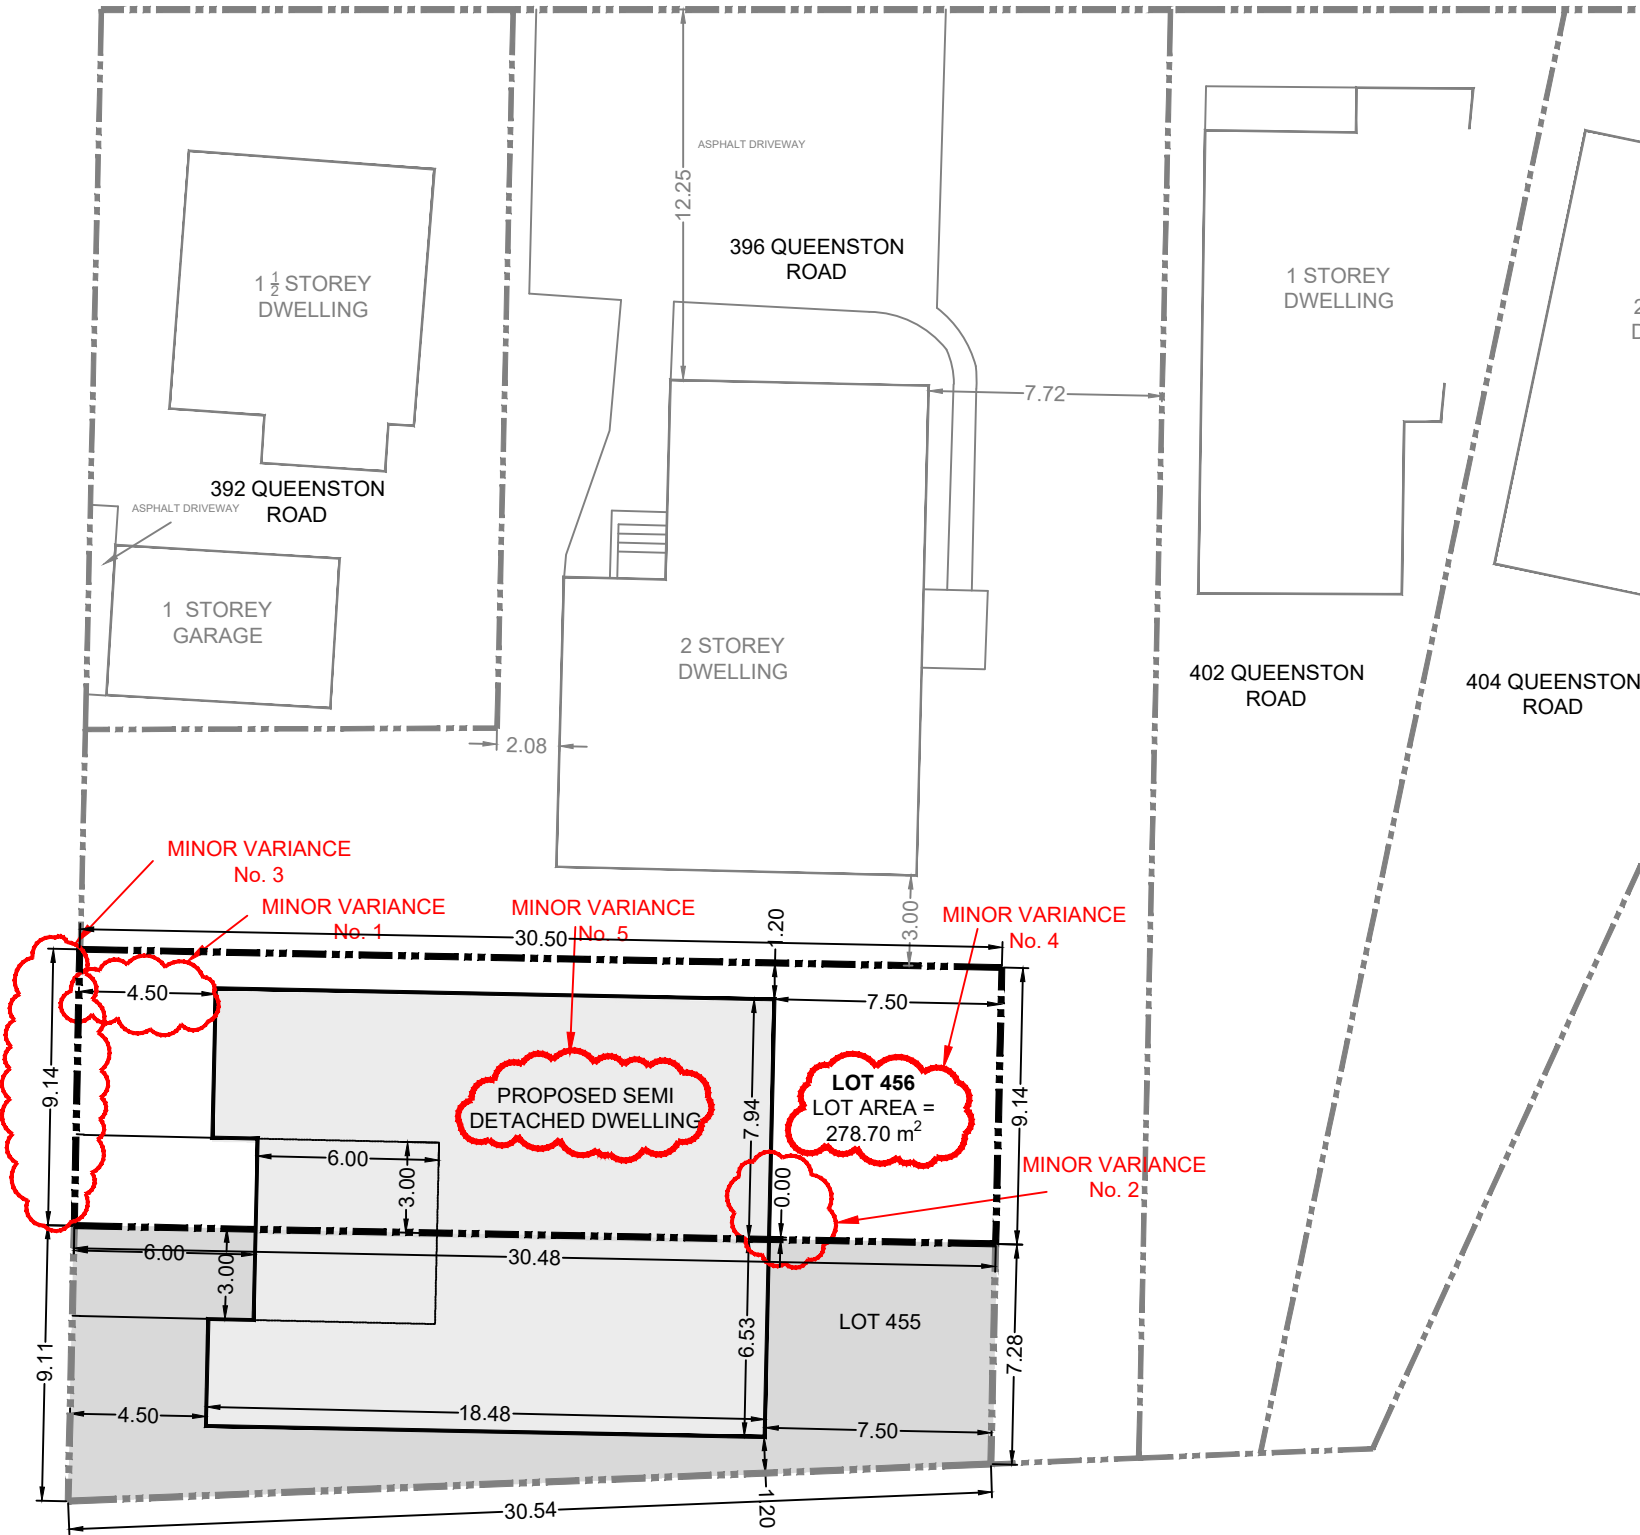 ASPHALT DRIVEWAY
12.25
396 QUEENSTON
ROAD
1 1/2 STOREY
DWELLING
1 STOREY
DWELLING
2
D
7.72
392 QUEENSTON
ROAD
ASPHALT DRIVEWAY
1 STOREY
GARAGE
2 STOREY
DWELLING
402 QUEENSTON
ROAD
404 QUEENSTON
ROAD
2.08
MINOR VARIANCE
No. 3
MINOR VARIANCE
No. 1
MINOR VARIANCE
No. 5
MINOR VARIANCE
No. 4
30.50
1.20
3.00
4.50
7.50
9.14
PROPOSED SEMI
DETACHED DWELLING
7.94
LOT 456
LOT AREA =
278.70 m²
9.14
6.00
3.00
0.00
MINOR VARIANCE
No. 2
6.00
3.00
30.48
LOT 455
9.11
6.53
7.28
4.50
18.48
7.50
30.54
1.20